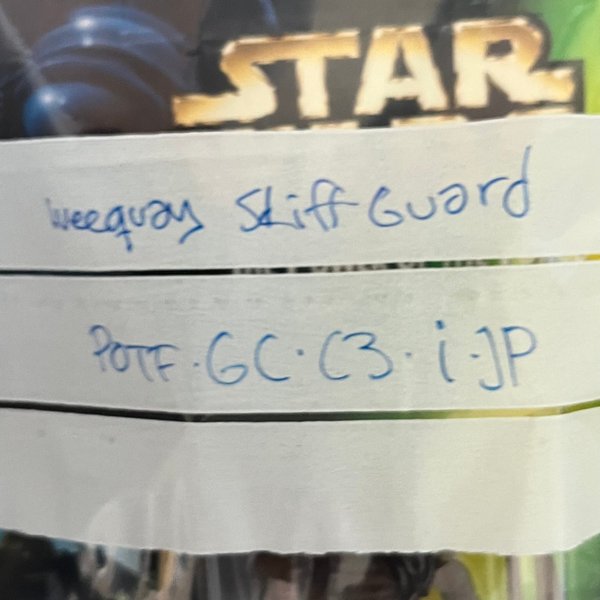 STAR
Weequay Skiff Guard
POTF.GC.C3.i.JP